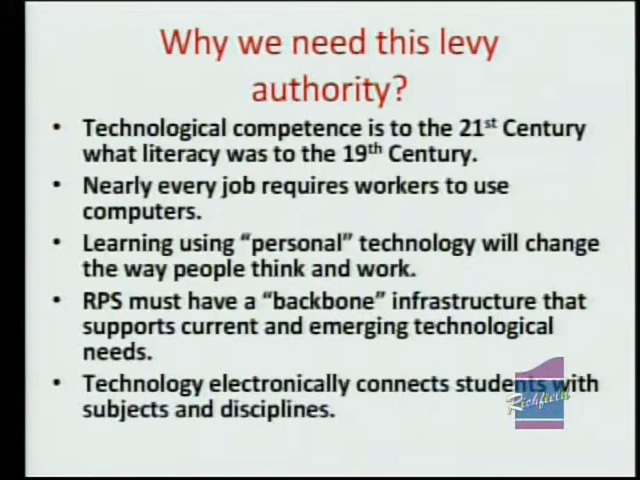 Why we need this levy
authority?
• Technological competence is to the 21st Century
what literacy was to the 19th Century.
• Nearly every job requires workers to use
computers.
• Learning using “personal” technology will change
the way people think and work.
• RPS must have a “backbone” infrastructure that
supports current and emerging technological
needs.
• Technology electronically connects students with
subjects and disciplines.
1
Richfield